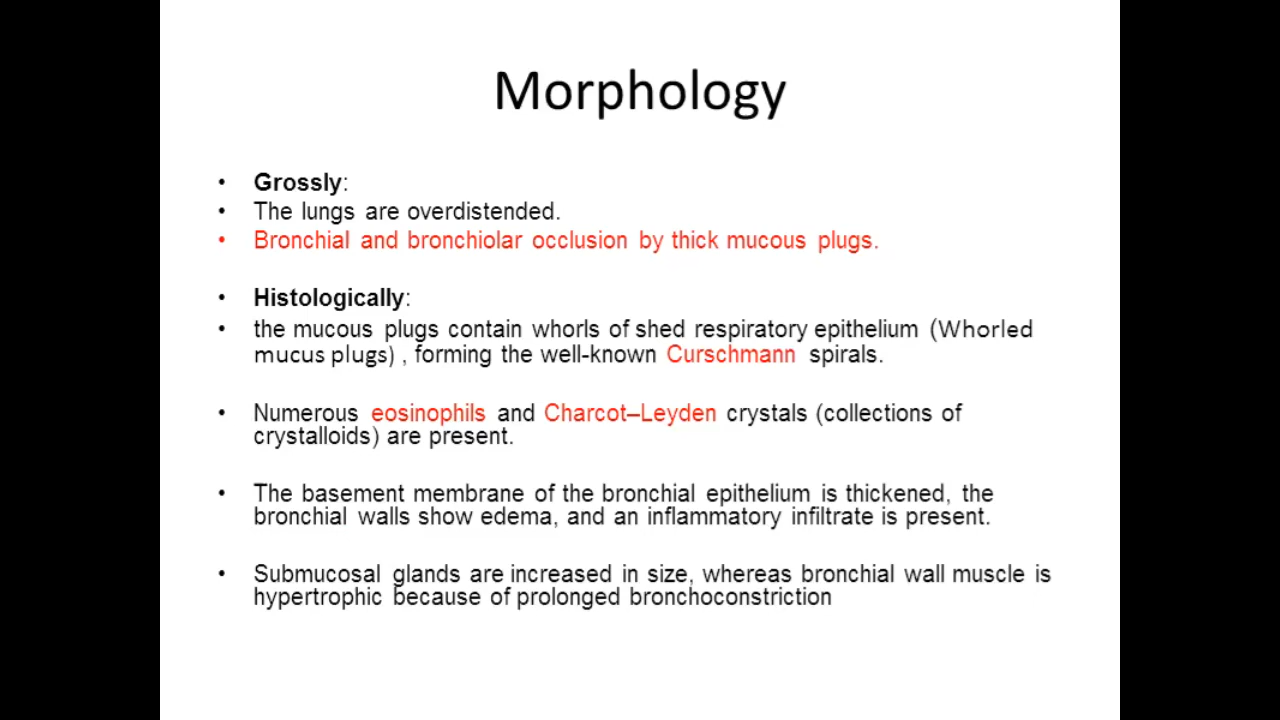 Morphology
• Grossly:
• The lungs are overdistended.
• Bronchial and bronchiolar occlusion by thick mucous plugs.
• Histologically:
• the mucous plugs contain whorls of shed respiratory epithelium (Whorled
mucus plugs) , forming the well-known Curschmann spirals.
• Numerous eosinophils and Charcot–Leyden crystals (collections of
crystalloids) are present.
• The basement membrane of the bronchial epithelium is thickened, the
bronchial walls show edema, and an inflammatory infiltrate is present.
• Submucosal glands are increased in size, whereas bronchial wall muscle is
hypertrophic because of prolonged bronchoconstriction